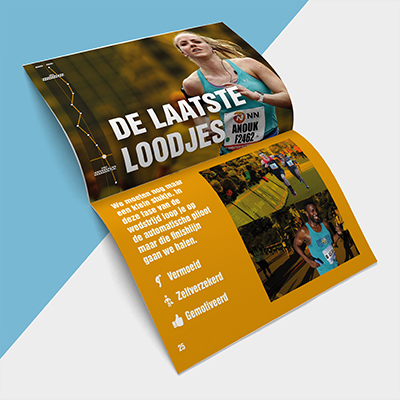 DE LAATSTE
LOODJES
NN
ANOUK
F2462
We moeten nog maar
een klein stukje. In
deze fase van de
wedstrijd loop je op
de automatische piloot
maar die finishlijn
gaan we halen.
Vermoeid
Zelfverzekerd
Gemotiveerd
25